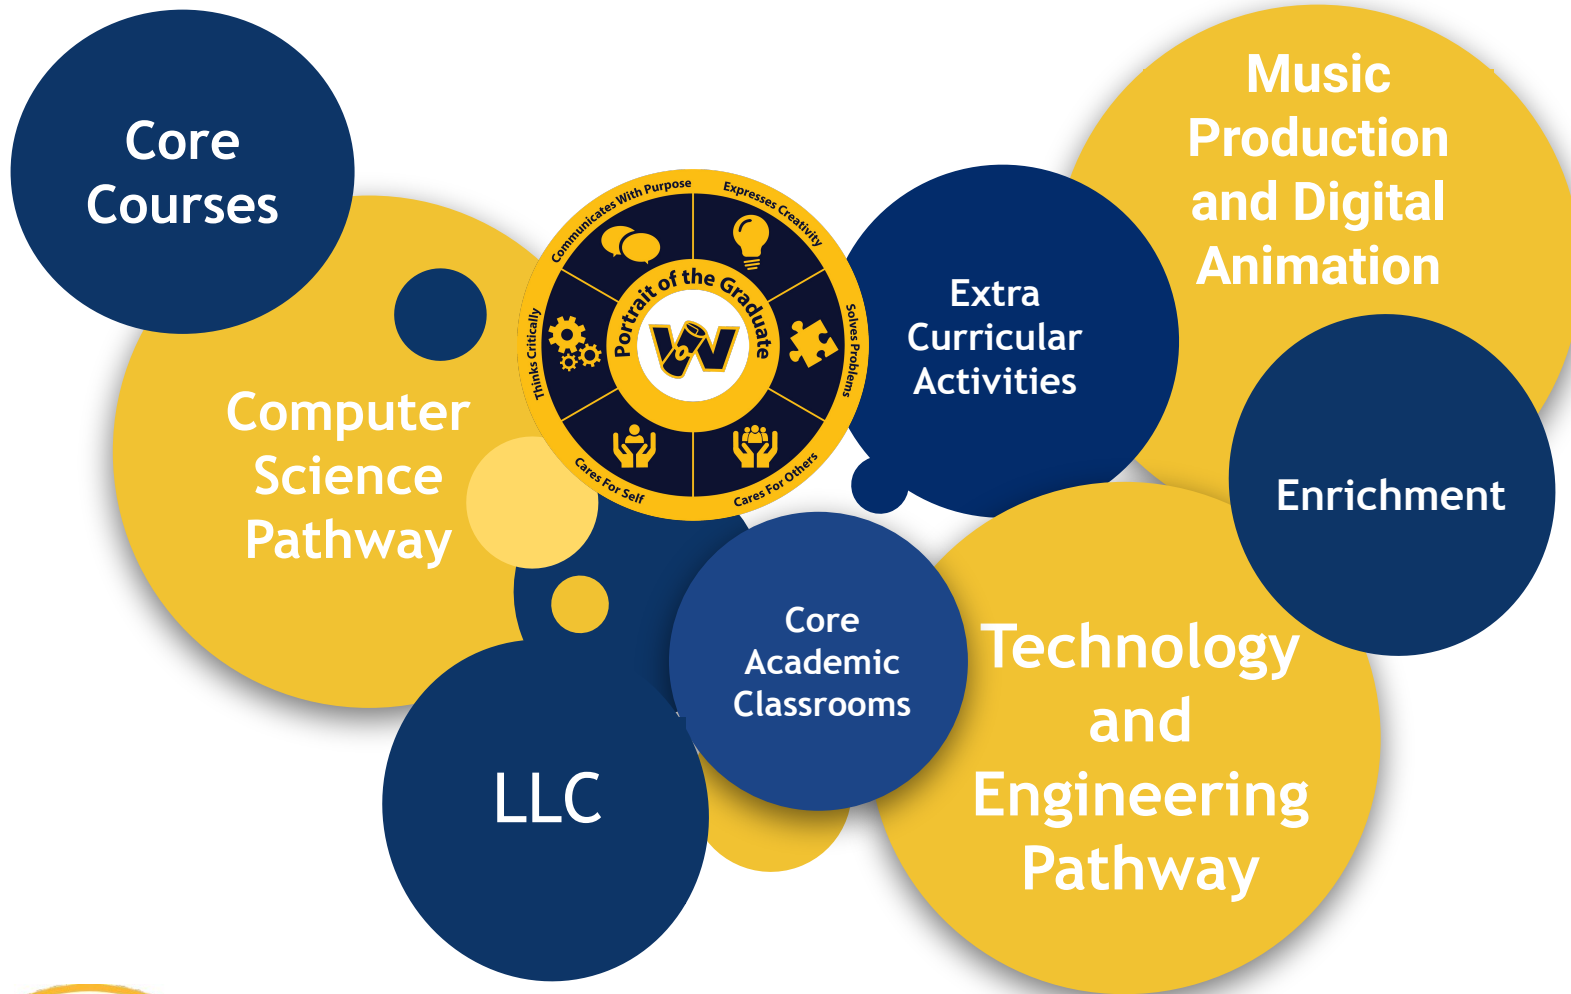 Core
Courses
Music
Production
and Digital
Animation
Communicates With Purpose
Expresses Creativity
Solves Problems
Cares For Others
Cares For Self
Thinks Critically
Portrait of the Graduate
W
Extra
Curricular
Activities
Computer
Science
Pathway
Enrichment
Core
Academic
Classrooms
Technology
and
Engineering
Pathway
LLC